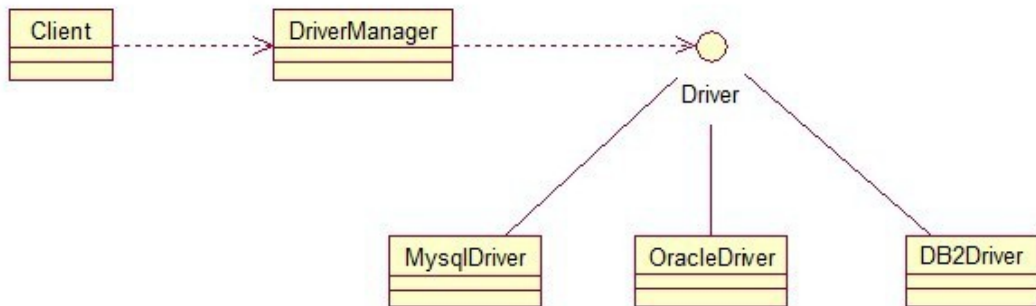 Client
DriverManager
Driver
MysqlDriver
OracleDriver
DB2Driver